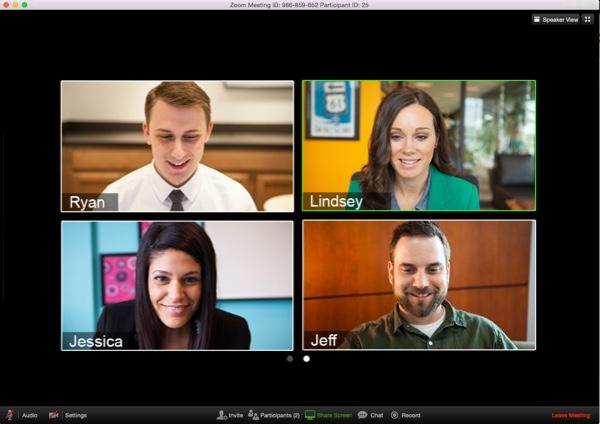 Zoom Meeting ID: 986-859-652 Participant ID: 25
Speaker View
61
Ryan
Lindsey
Jessica
Jeff
Audio Settings Invite Participants (2) Share Screen Chat Record Leave Meeting